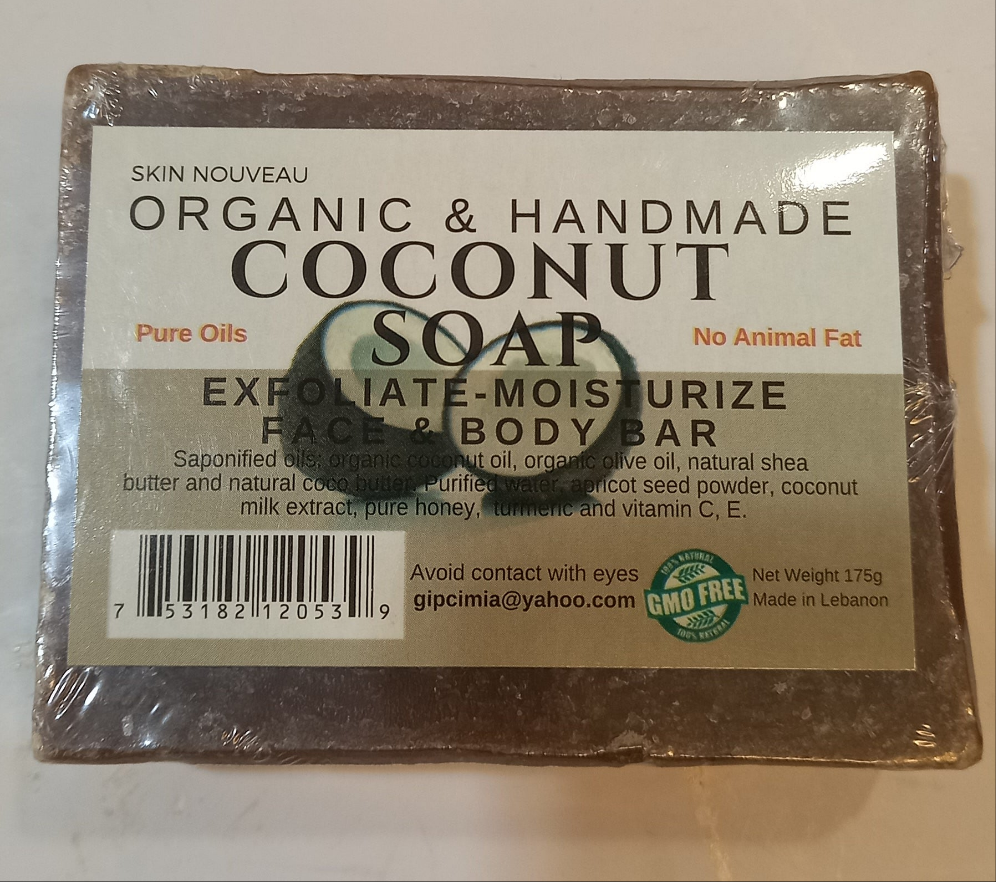 SKIN NOUVEAU
ORGANIC & HANDMADE
COCONUT
SOAP
Pure Oils
No Animal Fat
EXFOLIATE-MOISTURIZE
FACE & BODY BAR
Saponified oils: organic coconut oil, organic olive oil, natural shea
butter and natural coco butter. Purified water, apricot seed powder, coconut
milk extract, pure honey, turmeric and vitamin C, E.
7 53182 12053 9
Avoid contact with eyes
gipcimia@yahoo.com
100% NATURAL
GMO FREE
100% NATURAL
Net Weight 175g
Made in Lebanon